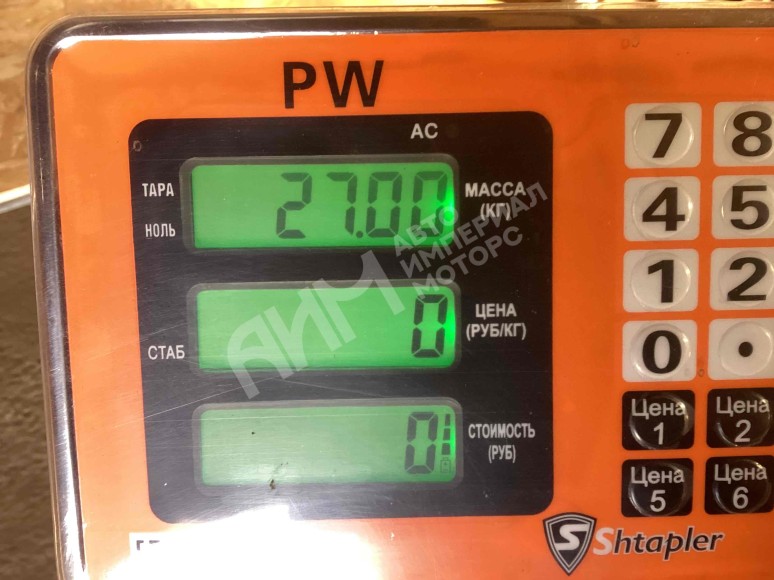 PW
AC
ТАРА
НОЛЬ
27.00
МАССА
(КГ)
СТАБ
0
ЦЕНА
(РУБ/КГ)
0
СТОИМОСТЬ
(РУБ)
7 8
4 5
1 2
0 .
Цена
1
Цена
2
Цена
5
Цена
6
S Shtapler
АИМ
АВТО
ИМПЕРИАЛ
МОТОРС